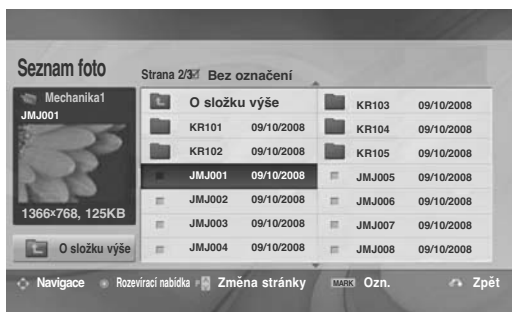 Seznam foto
Strana 2/3 Bez označení
Mechanika1
JMJ001
1366x768, 125KB
O složku výše
O složku výše
KR101 09/10/2008
KR102 09/10/2008
JMJ001 09/10/2008
JMJ002 09/10/2008
JMJ003 09/10/2008
JMJ004 09/10/2008
KR103 09/10/2008
KR104 09/10/2008
KR105 09/10/2008
JMJ005 09/10/2008
JMJ006 09/10/2008
JMJ007 09/10/2008
JMJ008 09/10/2008
Navigace Rozevírací nabídka P Změna stránky MARK Ozn. Zpět